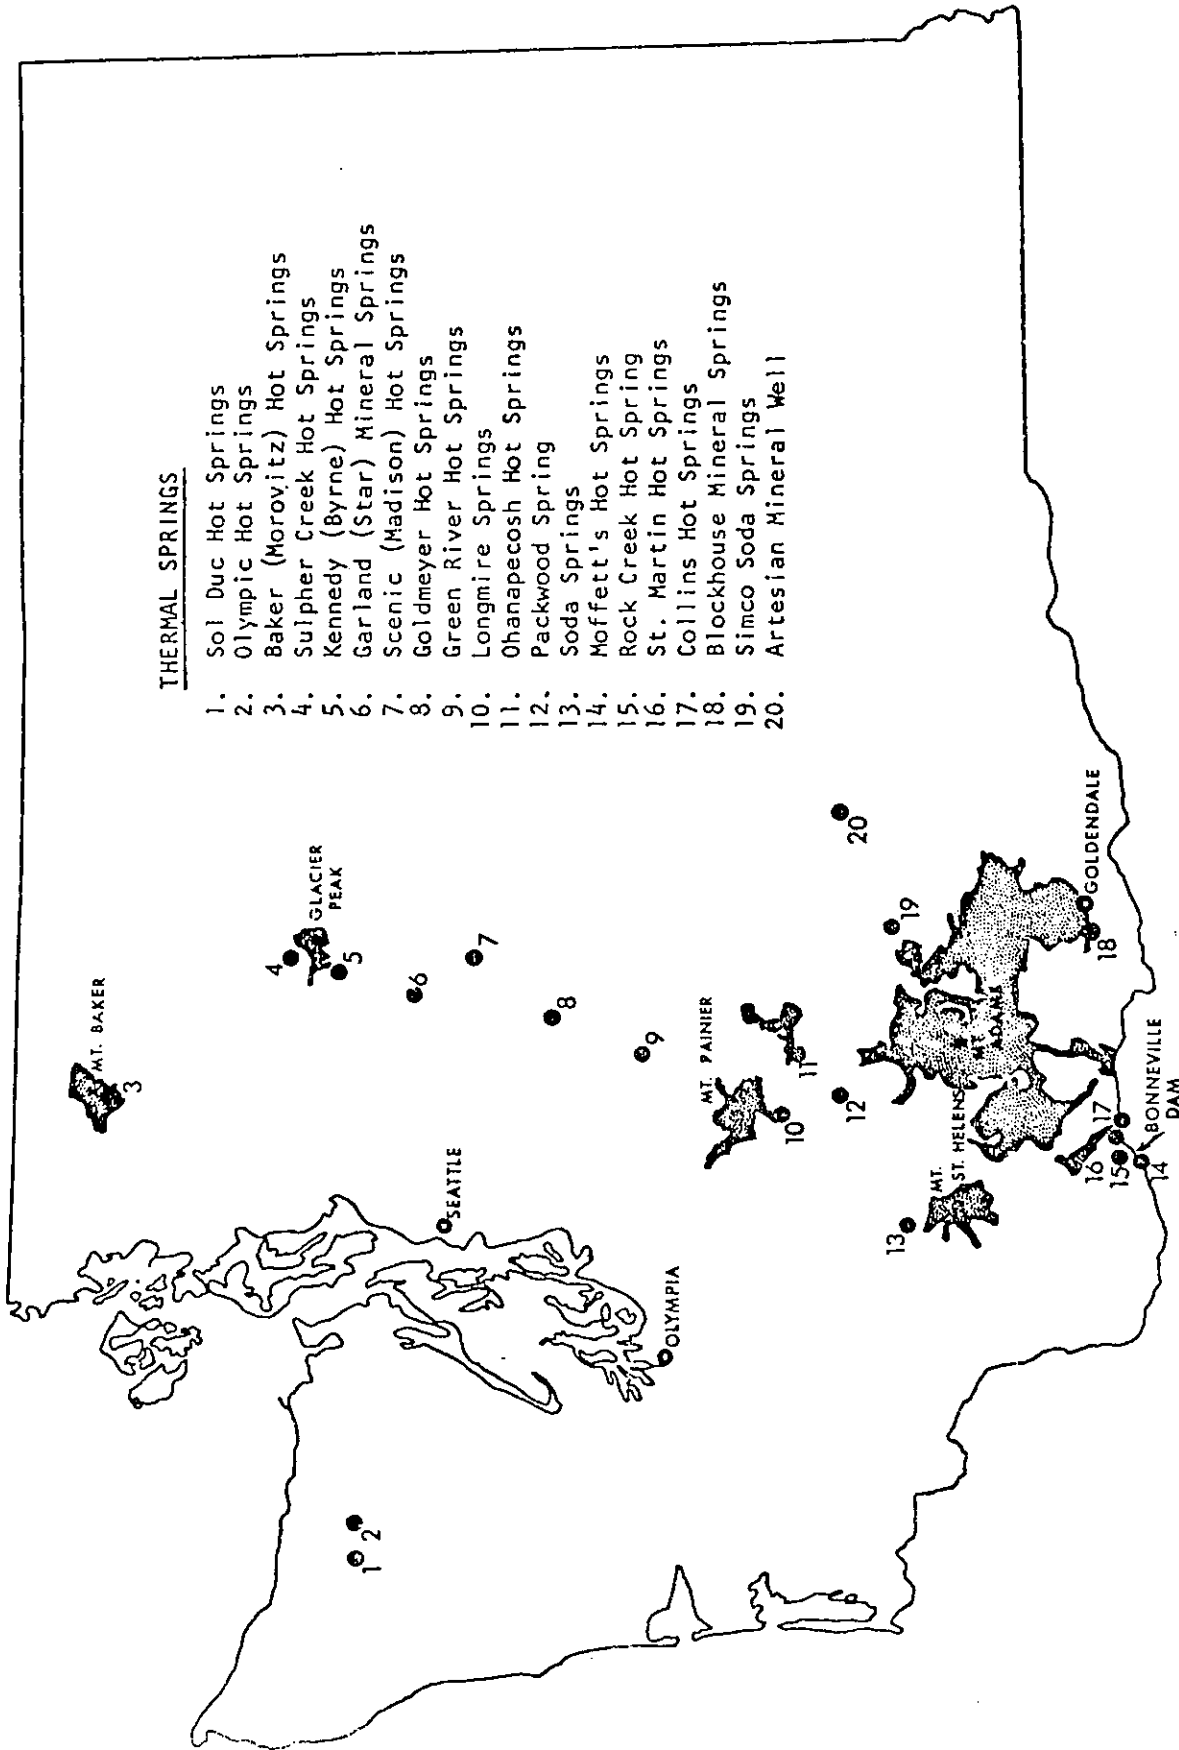 THERMAL SPRINGS
1. Sol Duc Hot Springs
2. Olympic Hot Springs
3. Baker (Morovitz) Hot Springs
4. Sulpher Creek Hot Springs
5. Kennedy (Byrne) Hot Springs
6. Garland (Star) Mineral Springs
7. Scenic (Madison) Hot Springs
8. Goldmeyer Hot Springs
9. Green River Hot Springs
10. Longmire Springs
11. Ohanapecosh Hot Springs
12. Packwood Spring
13. Soda Springs
14. Moffett's Hot Springs
15. Rock Creek Hot Spring
16. St. Martin Hot Springs
17. Collins Hot Springs
18. Blockhouse Mineral Springs
19. Simco Soda Springs
20. Artesian Mineral Well
MT. BAKER
3
4
GLACIER
PEAK
5
6
7
8
9
SEATTLE
1
2
OLYMPIA
MT. PAINIER
10
11
12
20
19
13
MT.
ST. HELENS
MT.
ADAMS
GOLDENDALE
18
17
16
15
14
BONNEVILLE
DAM